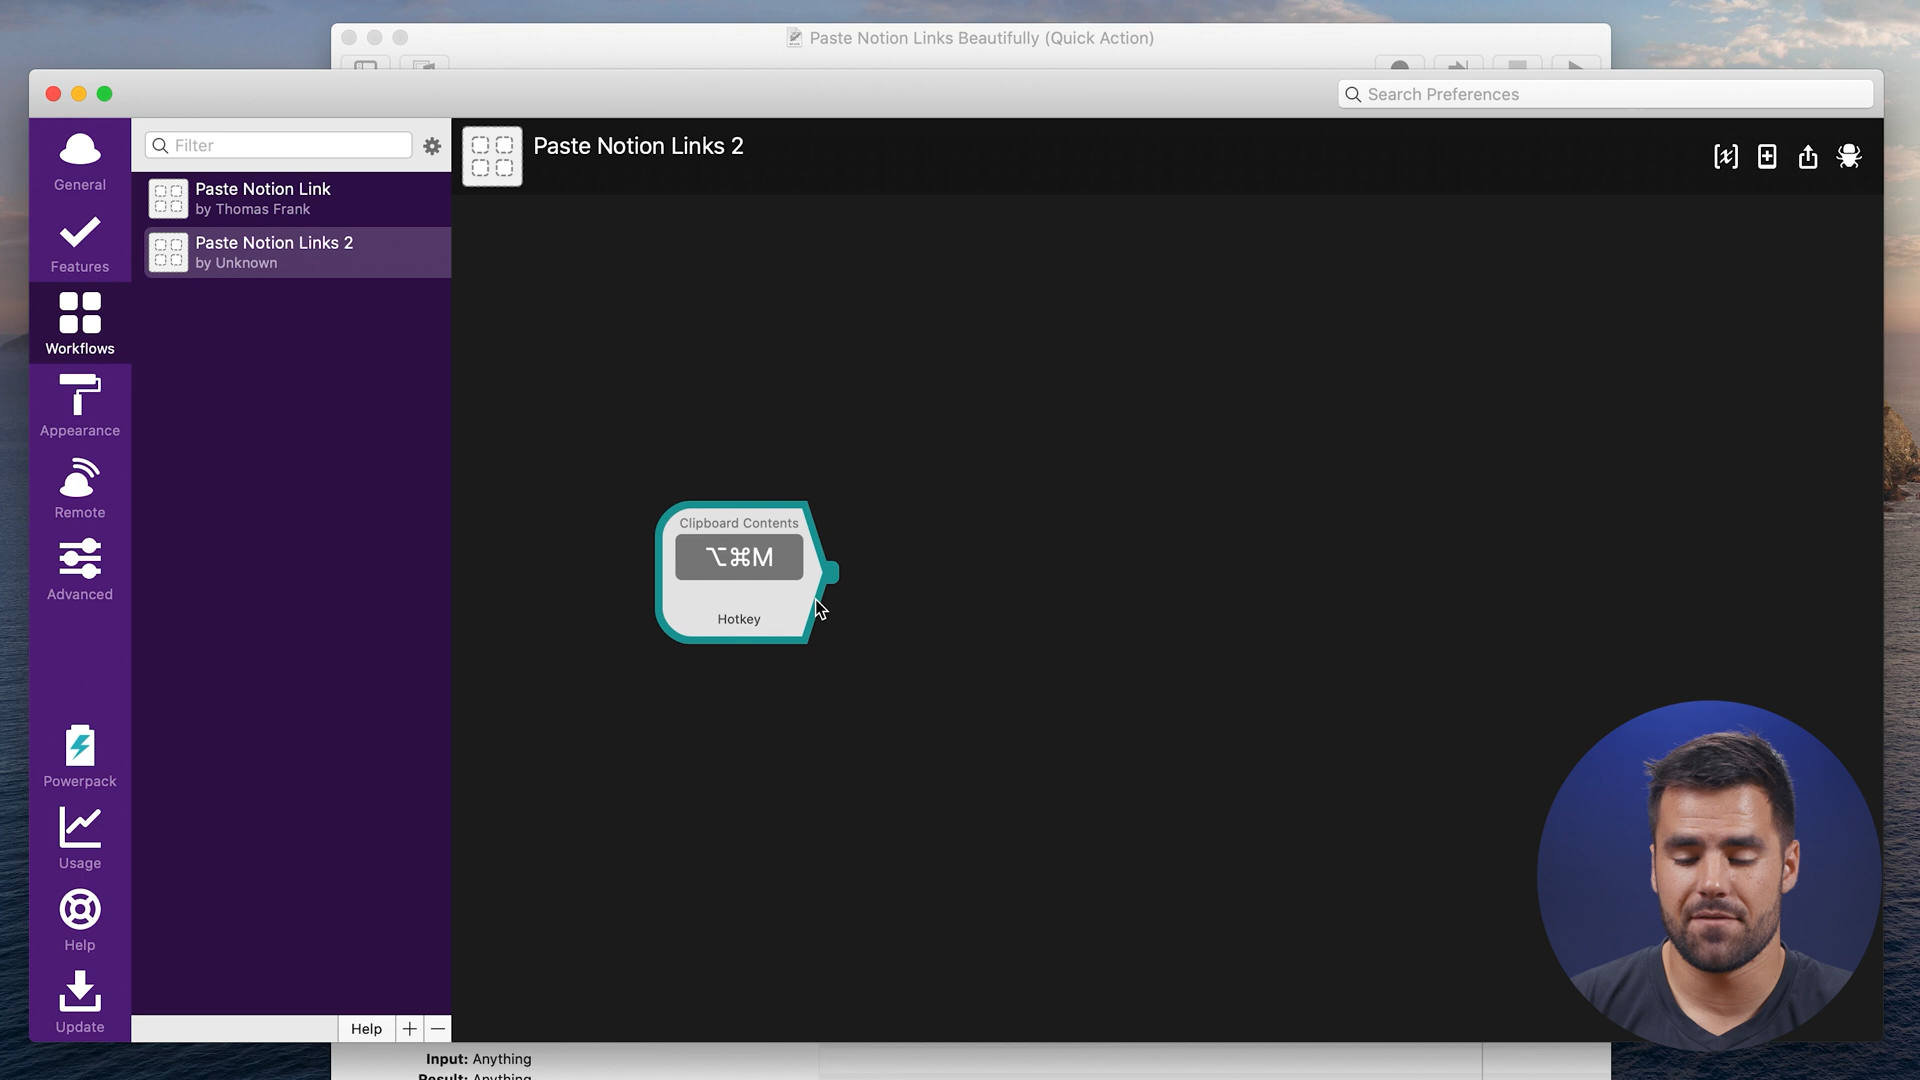 Paste Notion Links Beautifully (Quick Action)
Search Preferences
General
Features
Workflows
Appearance
Remote
Advanced
Powerpack
Usage
Help
Update
Filter
Paste Notion Link
by Thomas Frank
Paste Notion Links 2
by Unknown
Help
Paste Notion Links 2
Clipboard Contents
⌥⌘M
Hotkey
Input: Anything
Result: Anything